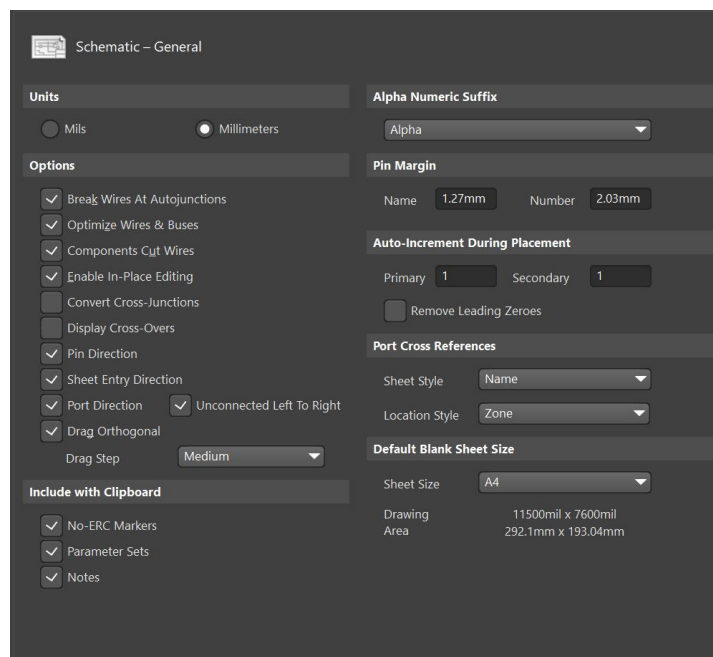 Schematic – General
Units
Mils
Millimeters
Options
Break Wires At Autojunctions
Optimize Wires & Buses
Components Cut Wires
Enable In-Place Editing
Convert Cross-Junctions
Display Cross-Overs
Pin Direction
Sheet Entry Direction
Port Direction
Unconnected Left To Right
Drag Orthogonal
Drag Step
Medium
Include with Clipboard
No-ERC Markers
Parameter Sets
Notes
Alpha Numeric Suffix
Alpha
Pin Margin
Name 1.27mm Number 2.03mm
Auto-Increment During Placement
Primary 1 Secondary 1
Remove Leading Zeroes
Port Cross References
Sheet Style Name
Location Style Zone
Default Blank Sheet Size
Sheet Size A4
Drawing 11500mil x 7600mil
Area 292.1mm x 193.04mm